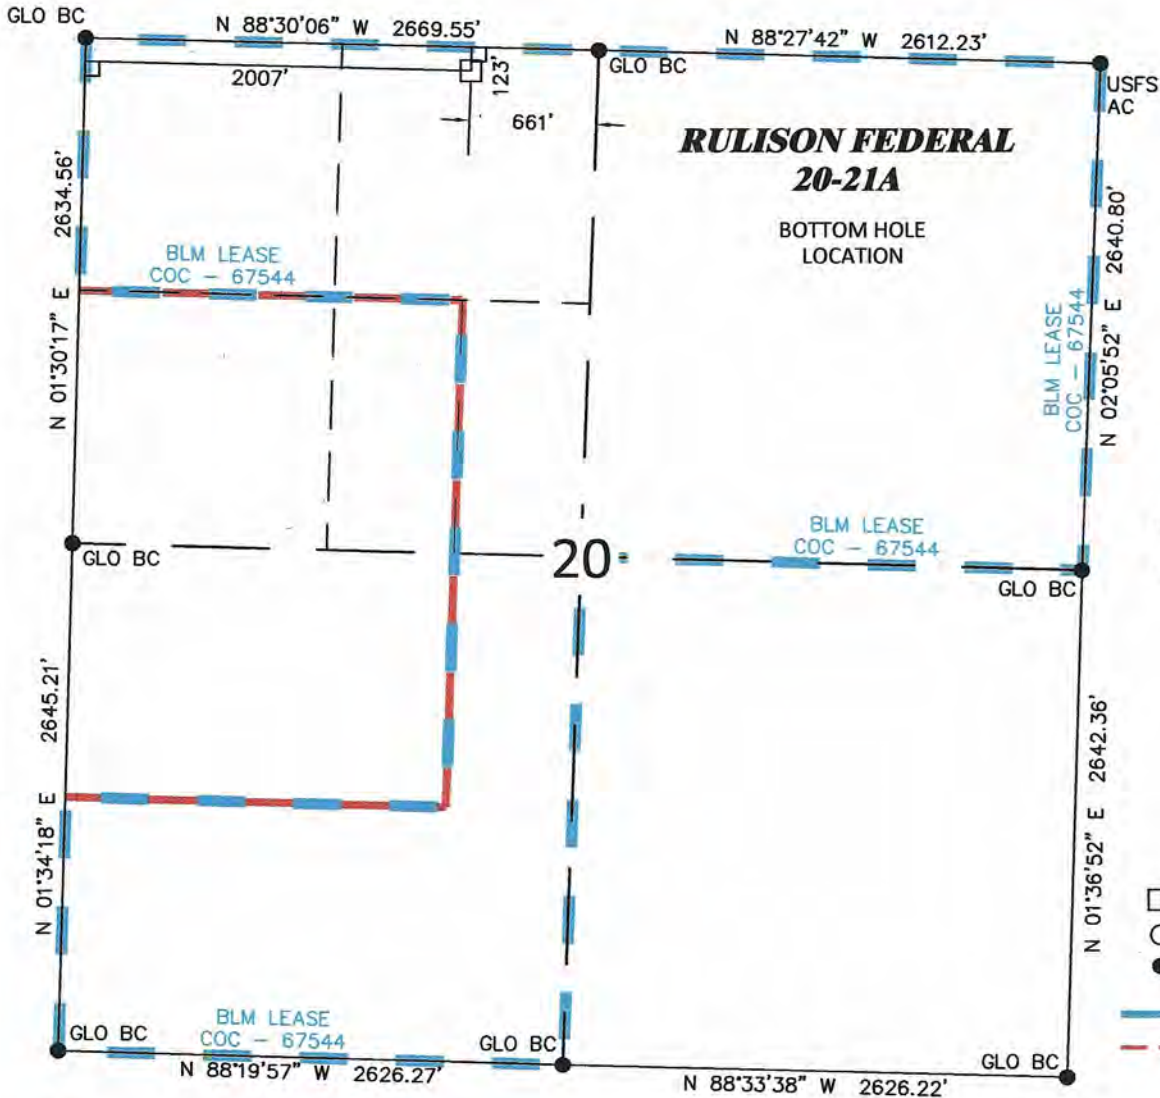 GLO BC
N 88°30'06" W 2669.55'
N 88°27'42" W 2612.23'
GLO BC
USFS
AC
2007'
123'
661'
RULISON FEDERAL
20-21A
BOTTOM HOLE
LOCATION
N 01°30'17" E 2634.56'
BLM LEASE
COC - 67544
BLM LEASE
COC - 67544
N 02°05'52" E 2640.80'
GLO BC
20
BLM LEASE
COC - 67544
GLO BC
N 01°34'18" E 2645.21'
N 01°36'52" E 2642.36'
GLO BC
BLM LEASE
COC - 67544
GLO BC
GLO BC
N 88°19'57" W 2626.27'
N 88°33'38" W 2626.22'